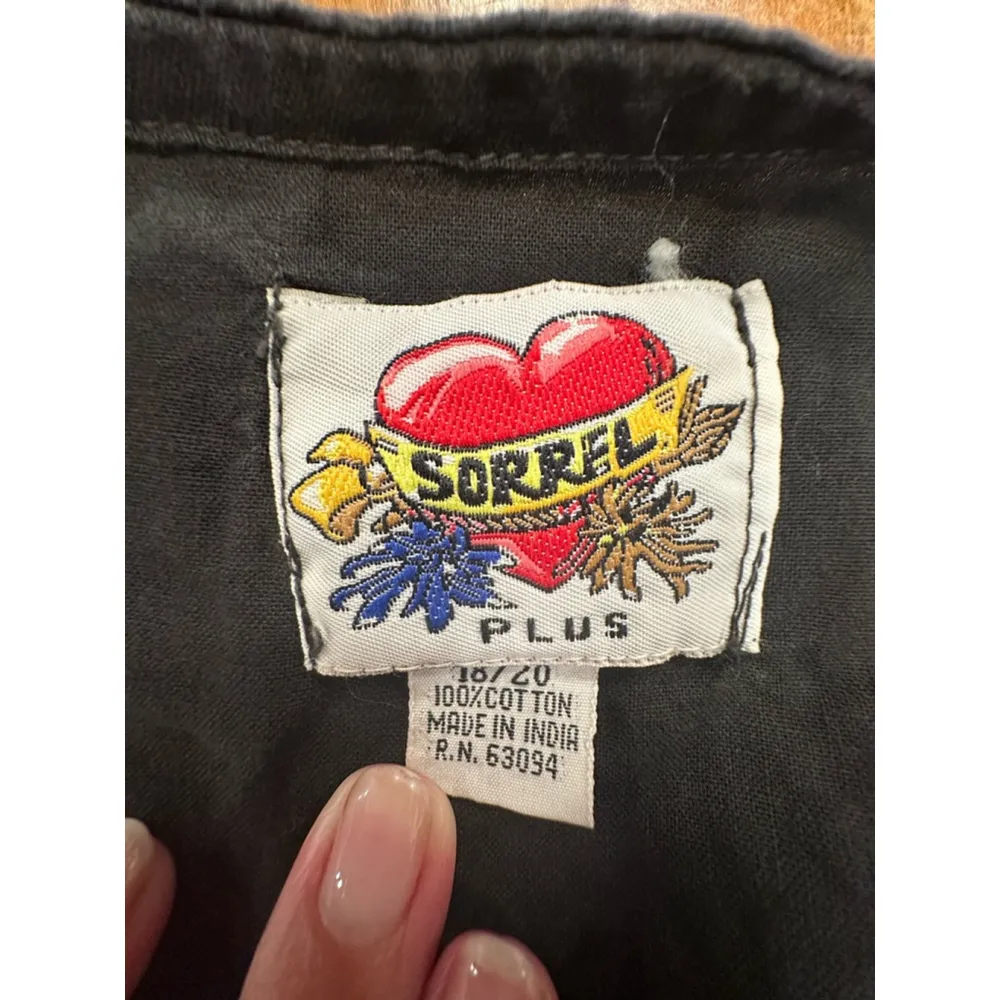 SORREL
PLUS
18/20
100%COTTON
MADE IN INDIA
R.N. 63094